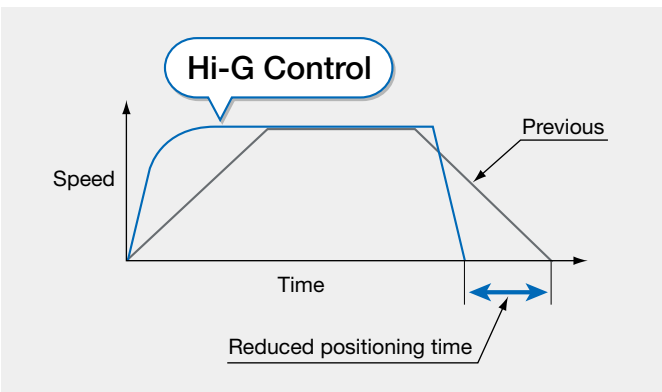 Hi-G Control
Previous
Speed
Time
Reduced positioning time